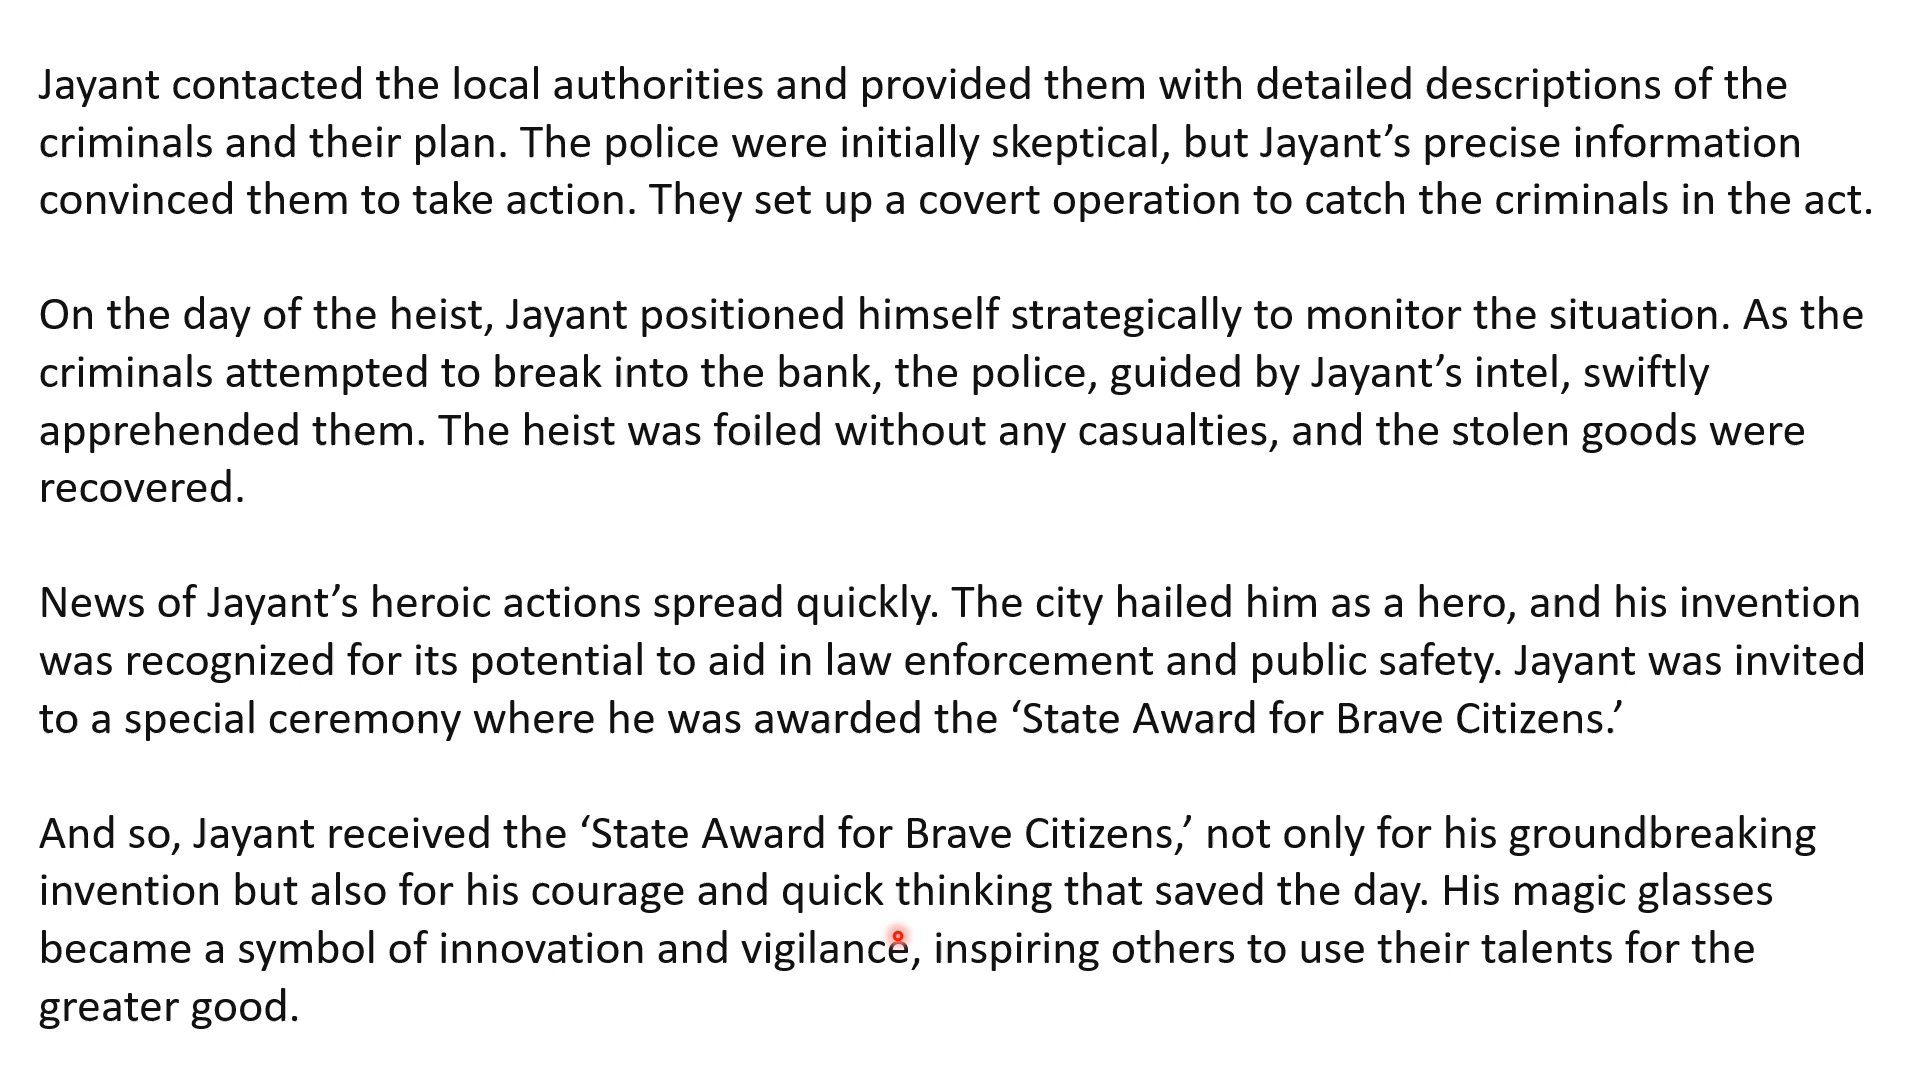 Jayant contacted the local authorities and provided them with detailed descriptions of the
criminals and their plan. The police were initially skeptical, but Jayant’s precise information
convinced them to take action. They set up a covert operation to catch the criminals in the act.
On the day of the heist, Jayant positioned himself strategically to monitor the situation. As the
criminals attempted to break into the bank, the police, guided by Jayant’s intel, swiftly
apprehended them. The heist was foiled without any casualties, and the stolen goods were
recovered.
News of Jayant’s heroic actions spread quickly. The city hailed him as a hero, and his invention
was recognized for its potential to aid in law enforcement and public safety. Jayant was invited
to a special ceremony where he was awarded the ‘State Award for Brave Citizens.’
And so, Jayant received the ‘State Award for Brave Citizens,’ not only for his groundbreaking
invention but also for his courage and quick thinking that saved the day. His magic glasses
became a symbol of innovation and vigilance, inspiring others to use their talents for the
greater good.